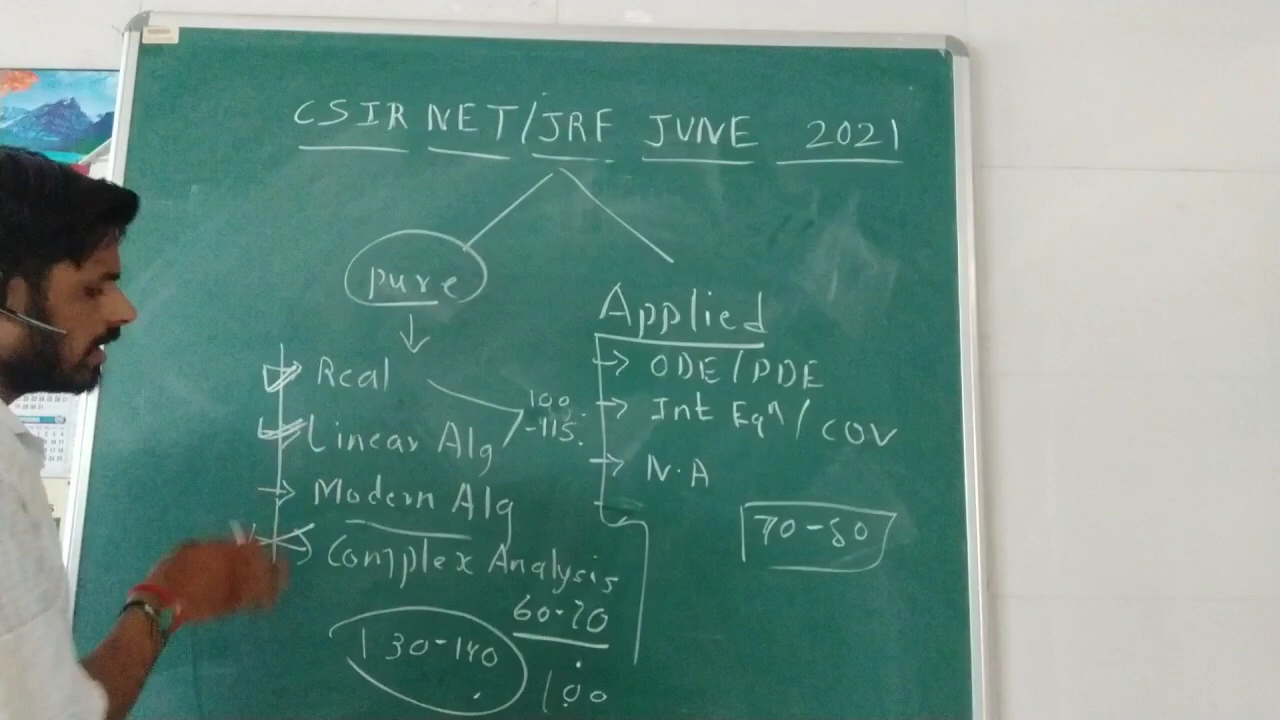 CSIR NET/JRF JUNE 2021
pure
Real
Linear Alg
100
-115.
Modern Alg
Complex Analysis
60-70
130-140
100
Applied
ODE/PDE
Int Eqⁿ/COV
N.A
70-80